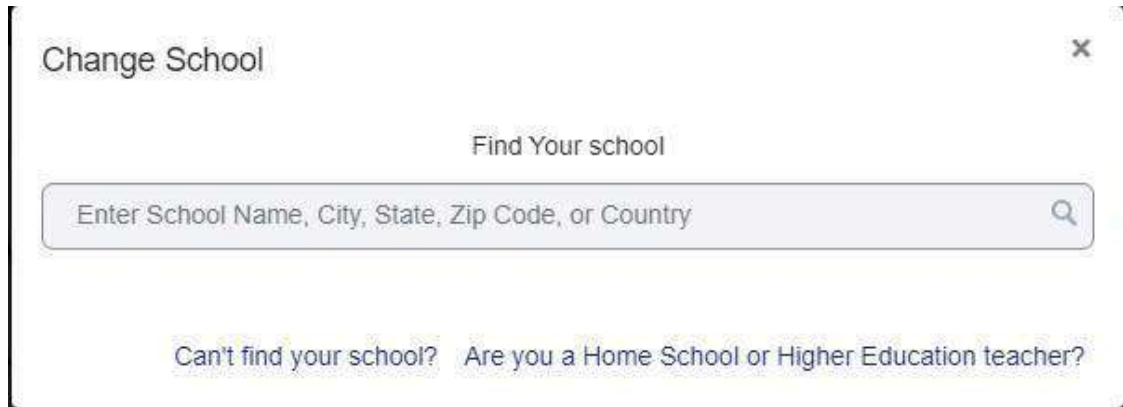 Change School
Find Your school
Enter School Name, City, State, Zip Code, or Country
Can't find your school? Are you a Home School or Higher Education teacher?